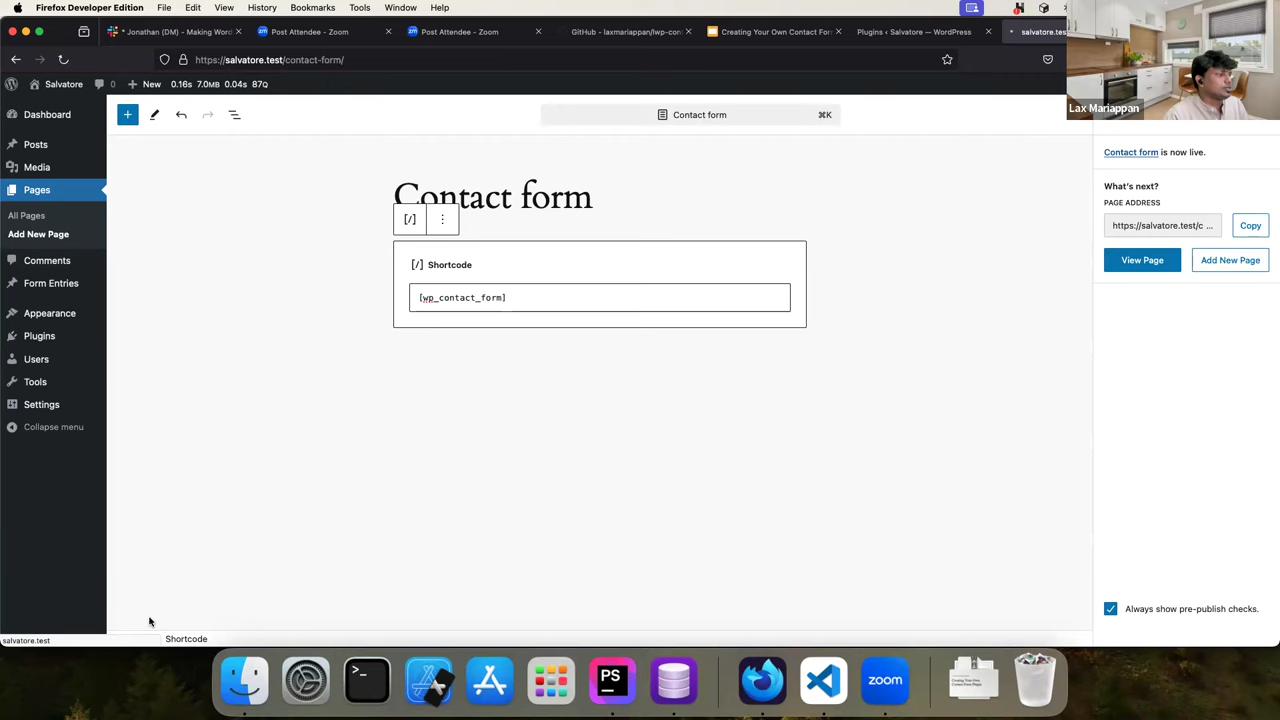 Firefox Developer Edition File Edit View History Bookmarks Tools Window Help
* Jonathan (DM) - Making Word
Post Attendee - Zoom
Post Attendee - Zoom
GitHub - laxmariappan/lwp-con
Creating Your Own Contact For
Plugins ‹ Salvatore — WordPress
salvatore.tes
https://salvatore.test/contact-form/
Salvatore 0 New 0.16s 7.0MB 0.04s 87Q
Lax Mariappan
Dashboard
Posts
Media
Pages
All Pages
Add New Page
Comments
Form Entries
Appearance
Plugins
Users
Tools
Settings
Collapse menu
Contact form ⌘K
Contact form
[/]
[/] Shortcode
[wp_contact_form]
Contact form is now live.
What's next?
PAGE ADDRESS
https://salvatore.test/c ... Copy
View Page Add New Page
Always show pre-publish checks.
salvatore.test
Shortcode
PS
zoom